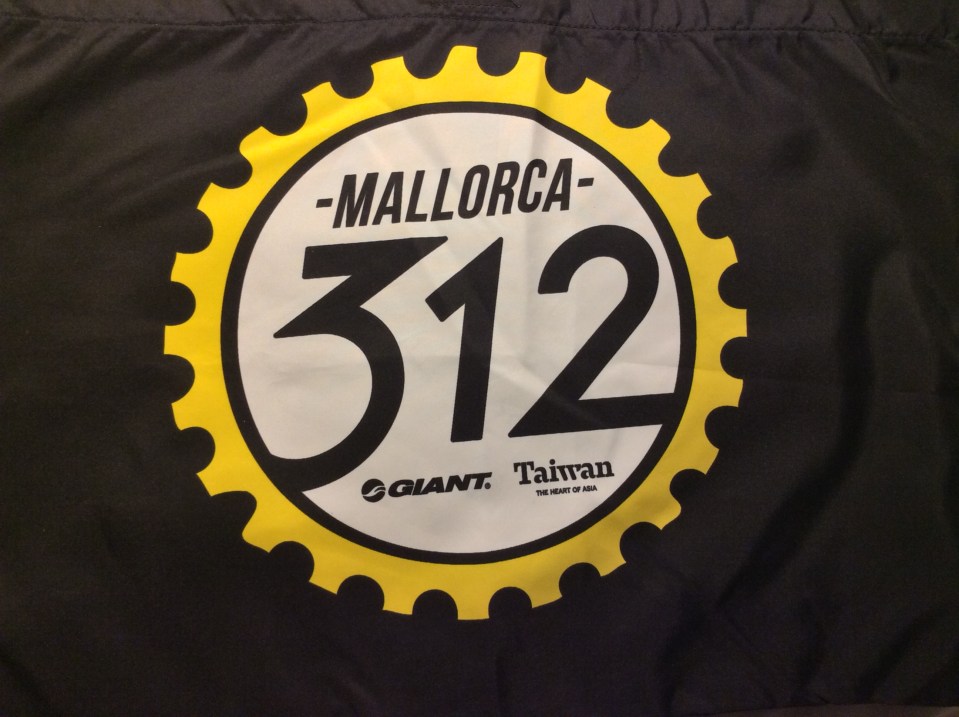 -MALLORCA-
312
GIANT. Taiwan
THE HEART OF ASIA